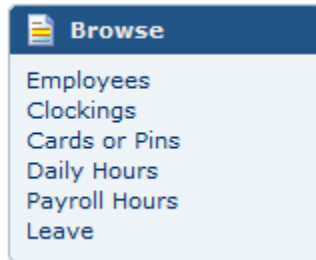 Browse
Employees
Clockings
Cards or Pins
Daily Hours
Payroll Hours
Leave